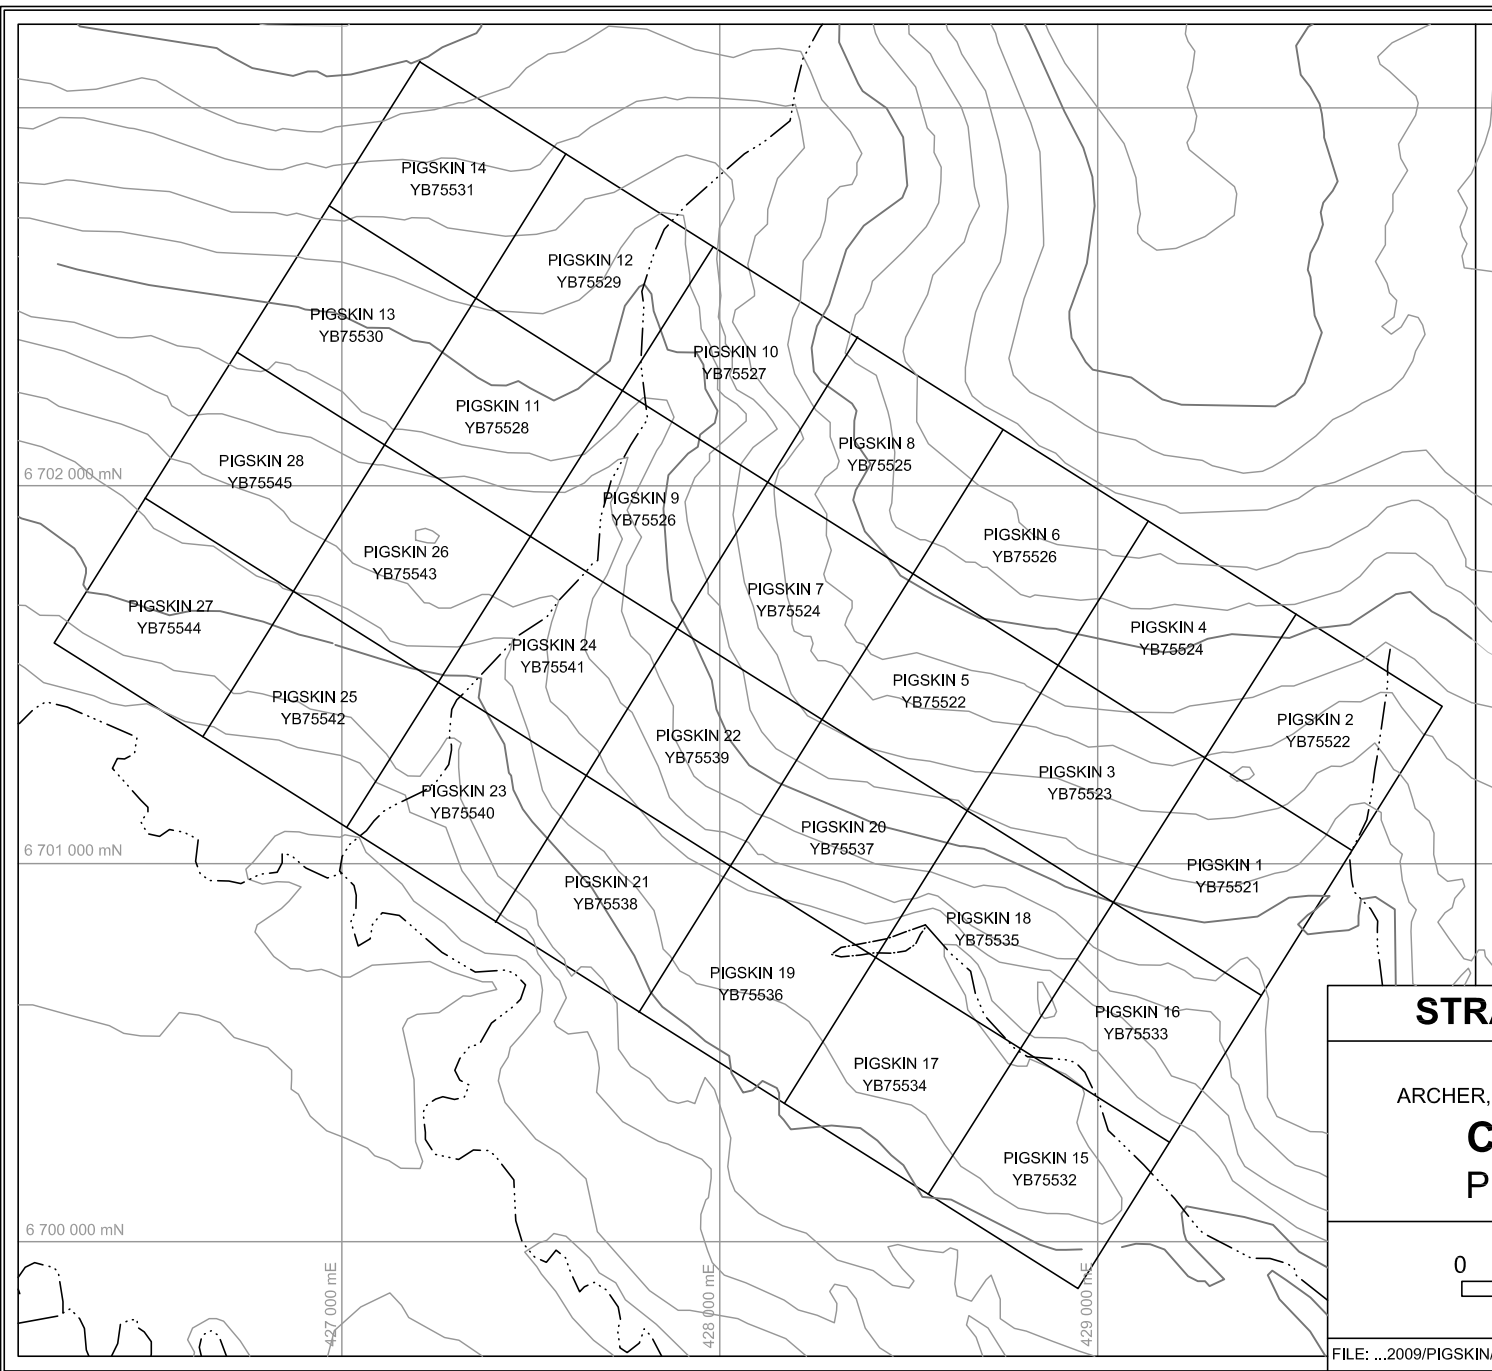 PIGSKIN 14
YB75531
PIGSKIN 12
YB75529
PIGSKIN 13
YB75530
PIGSKIN 10
YB75527
PIGSKIN 11
YB75528
PIGSKIN 8
YB75525
PIGSKIN 28
YB75545
6 702 000 mN
PIGSKIN 9
YB75526
PIGSKIN 6
YB75526
PIGSKIN 26
YB75543
PIGSKIN 7
YB75524
PIGSKIN 27
YB75544
PIGSKIN 4
YB75524
PIGSKIN 24
YB75541
PIGSKIN 5
YB75522
PIGSKIN 25
YB75542
PIGSKIN 2
YB75522
PIGSKIN 22
YB75539
PIGSKIN 3
YB75523
PIGSKIN 23
YB75540
PIGSKIN 20
YB75537
6 701 000 mN
PIGSKIN 1
YB75521
PIGSKIN 21
YB75538
PIGSKIN 18
YB75535
PIGSKIN 19
YB75536
PIGSKIN 16
YB75533
STRA
PIGSKIN 17
YB75534
ARCHER,
C
P
PIGSKIN 15
YB75532
6 700 000 mN
0
427 000 mE
428 000 mE
429 000 mE
FILE: ...2009/PIGSKIN/